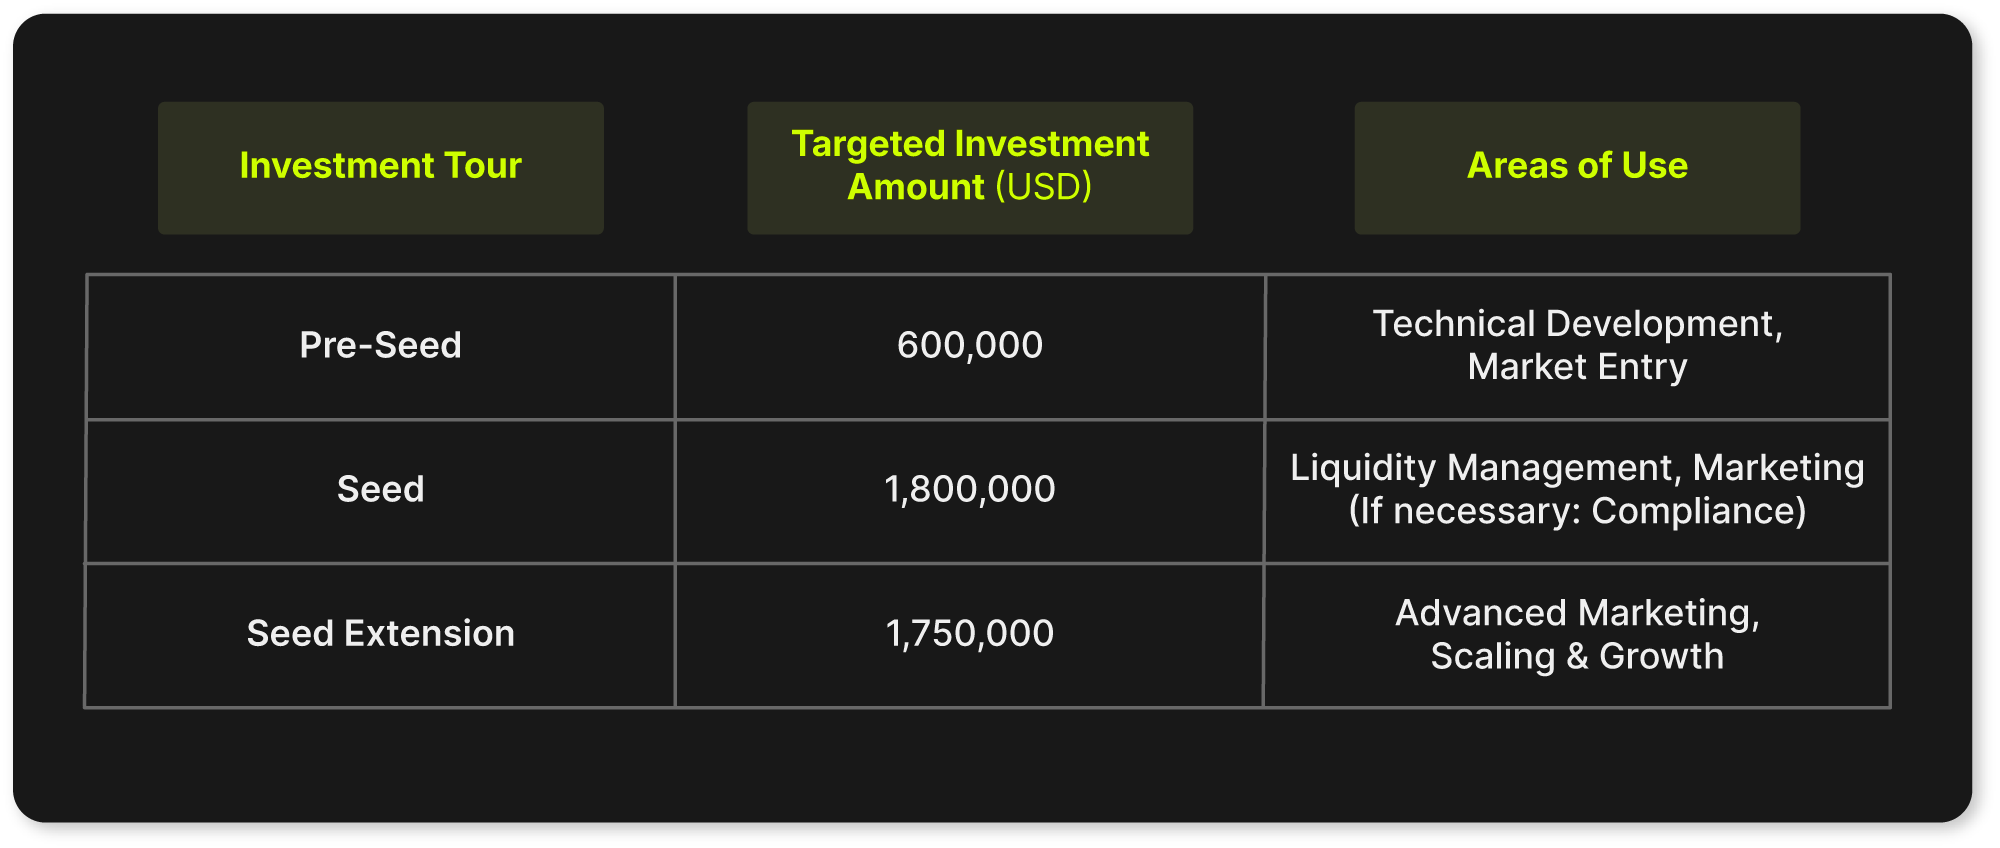 Investment Tour
Targeted Investment
Amount (USD)
Areas of Use
Pre-Seed
600,000
Technical Development,
Market Entry
Seed
1,800,000
Liquidity Management, Marketing
(If necessary: Compliance)
Seed Extension
1,750,000
Advanced Marketing,
Scaling & Growth